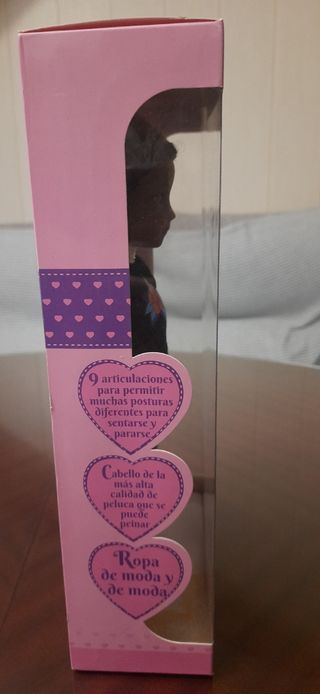 9 articulaciones
para permitir
muchas posturas
diferentes para
sentarse y
pararse
Cabello de la
más alta
calidad de
peluca que se
puede
peinar
Ropa
de moda y
de moda